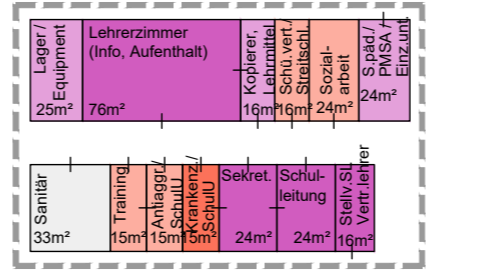 Lager /
Equipment
25m²
Lehrerzimmer
(Info, Aufenthalt)
76m²
Kopierer,
Lehrmittel
16m²
Schü.vert./
Streitschl.
16m²
Sozial-
arbeit
24m²
S.päd./
PMSA /
Einz.unt.
24m²
Sanitär
33m²
Training
15m²
Antiaggr./
SchulU
15m²
Krankenz./
SchulU
15m²
Sekret.
24m²
Schul-
leitung
24m²
Stellv.SL
Vertr.lehrer
16m²